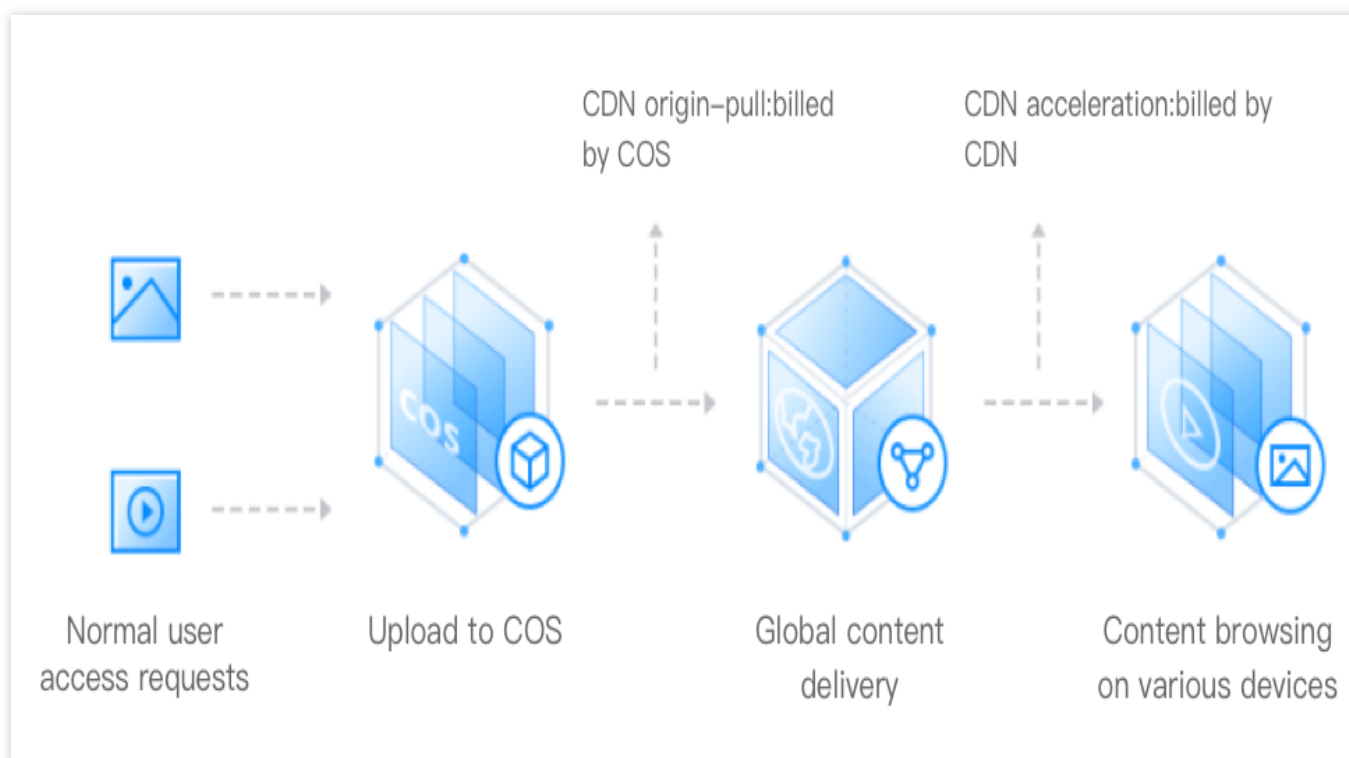 CDN origin–pull:billed
by COS
CDN acceleration:billed by
CDN
COS
Normal user
access requests
Upload to COS
Global content
delivery
Content browsing
on various devices